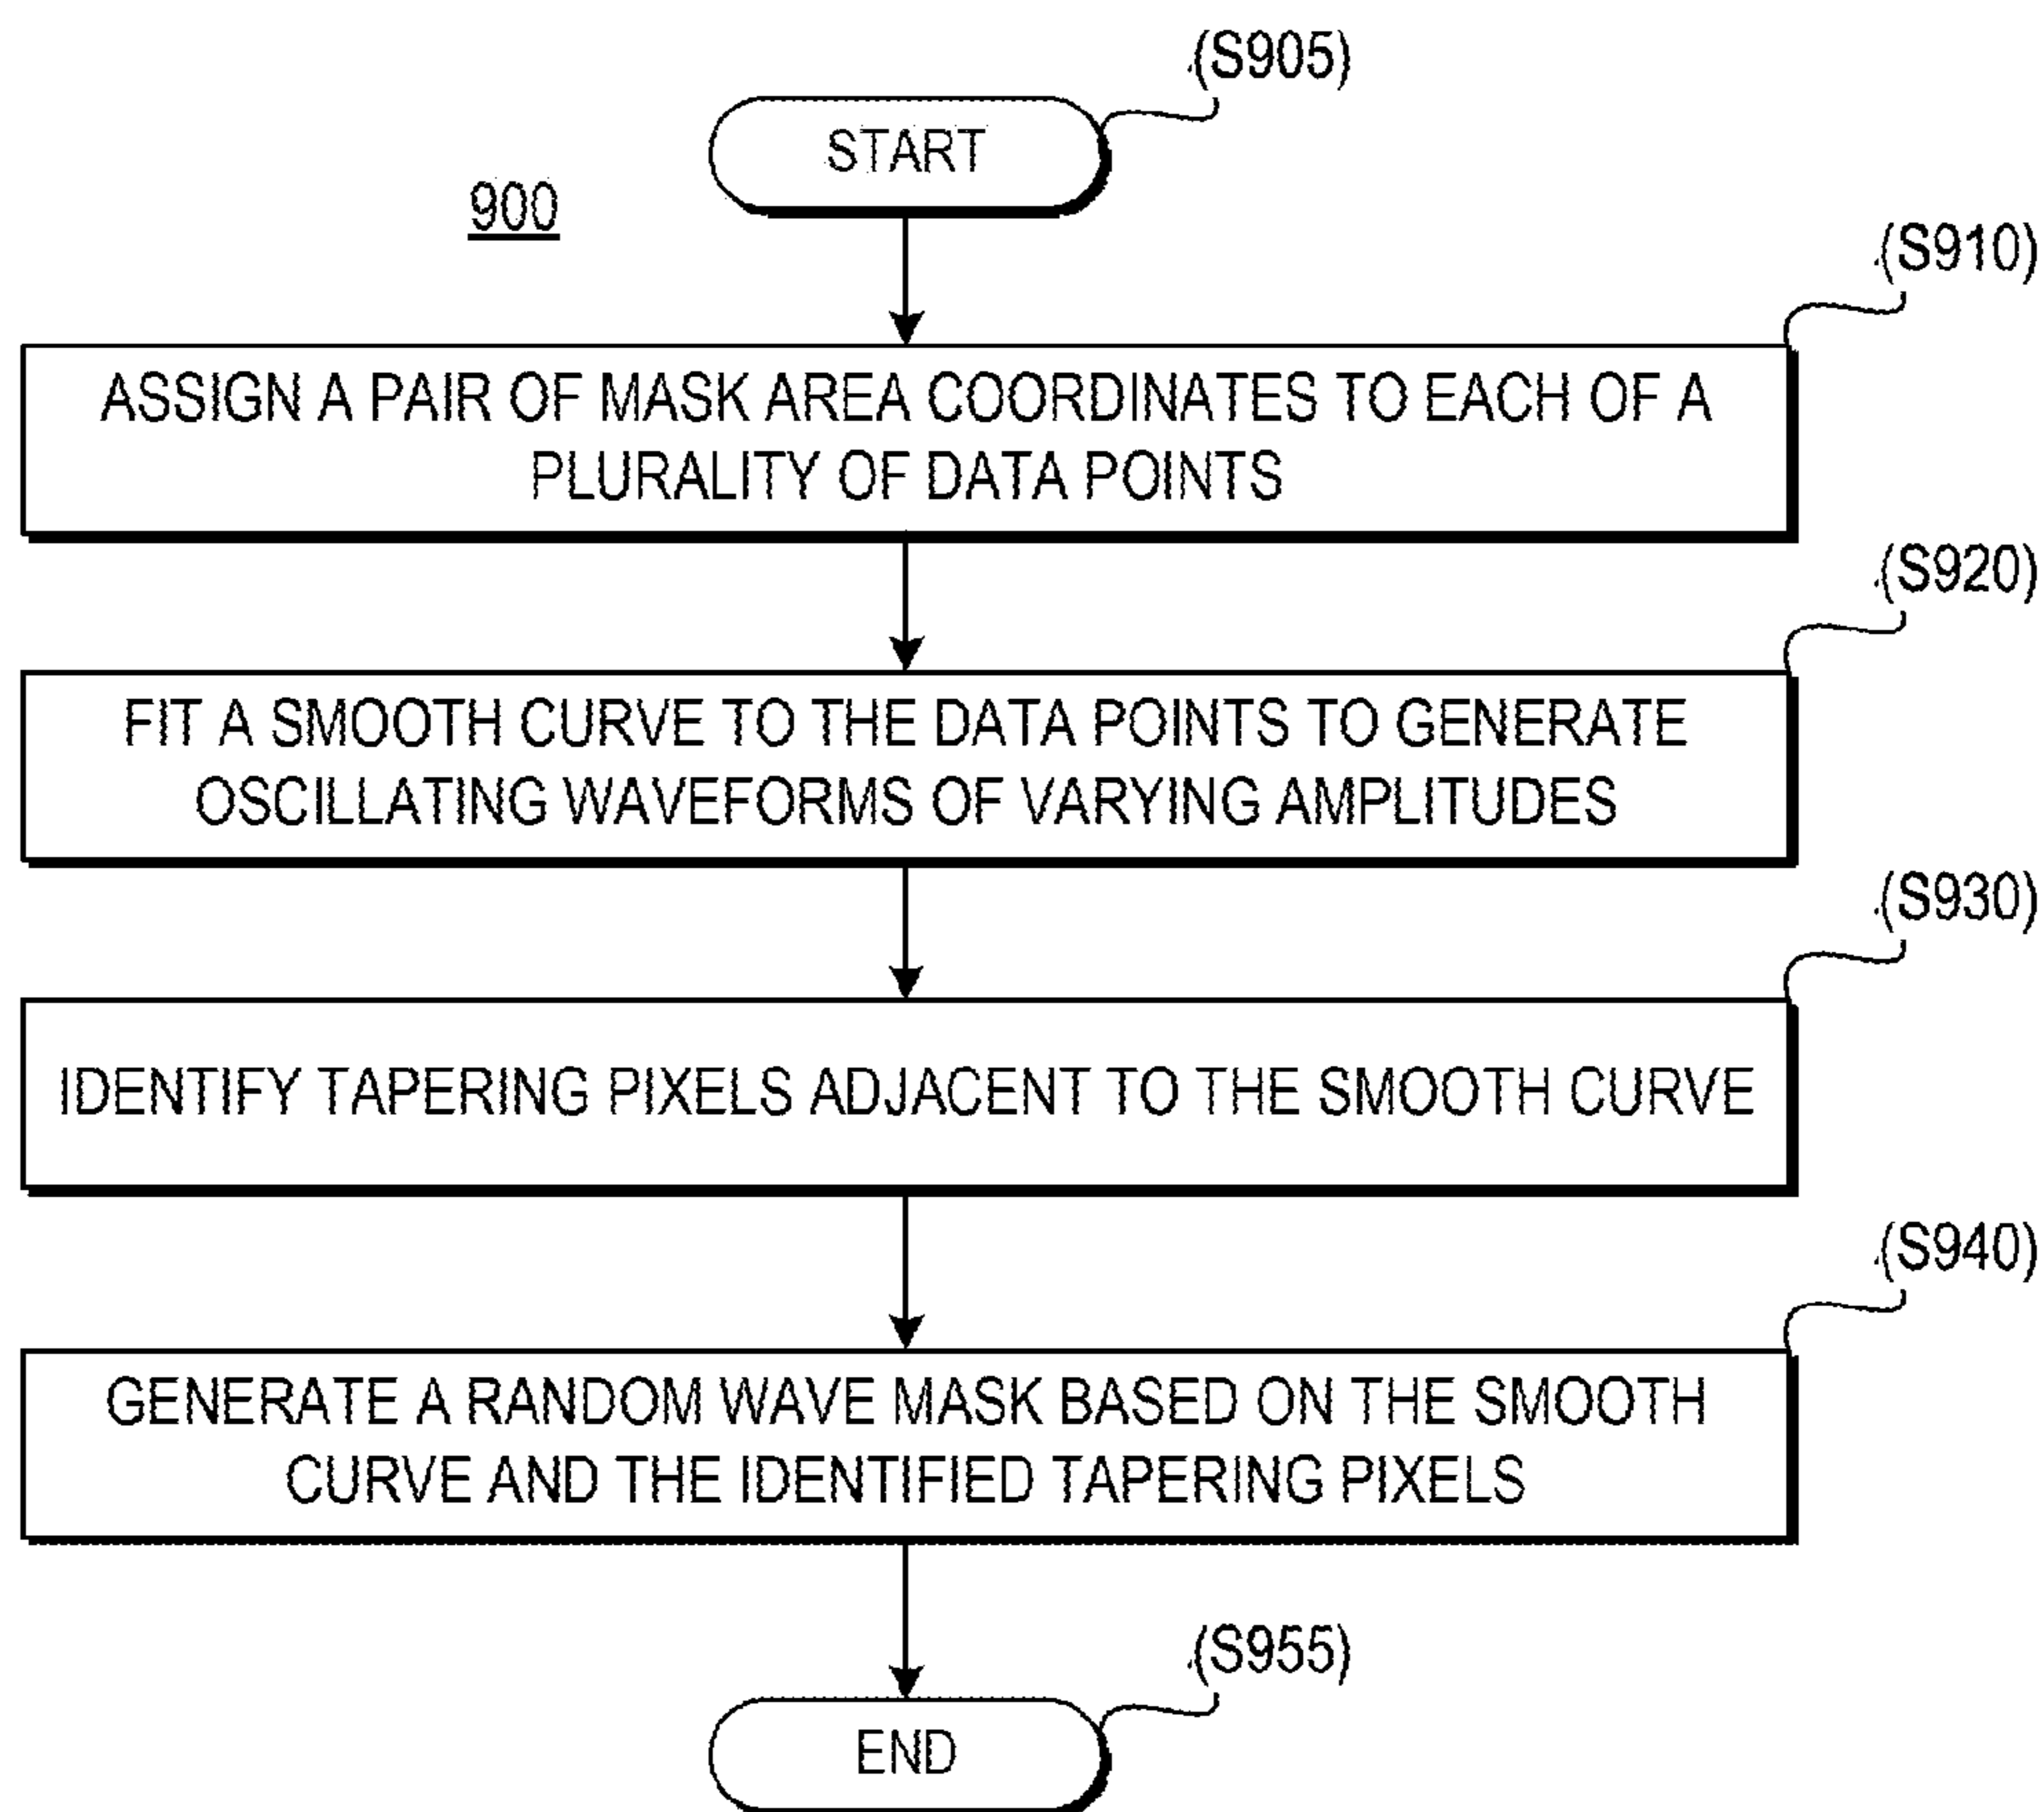 (S905)
START
900
(S910)
ASSIGN A PAIR OF MASK AREA COORDINATES TO EACH OF A
PLURALITY OF DATA POINTS
(S920)
FIT A SMOOTH CURVE TO THE DATA POINTS TO GENERATE
OSCILLATING WAVEFORMS OF VARYING AMPLITUDES
(S930)
IDENTIFY TAPERING PIXELS ADJACENT TO THE SMOOTH CURVE
(S940)
GENERATE A RANDOM WAVE MASK BASED ON THE SMOOTH
CURVE AND THE IDENTIFIED TAPERING PIXELS
(S955)
END